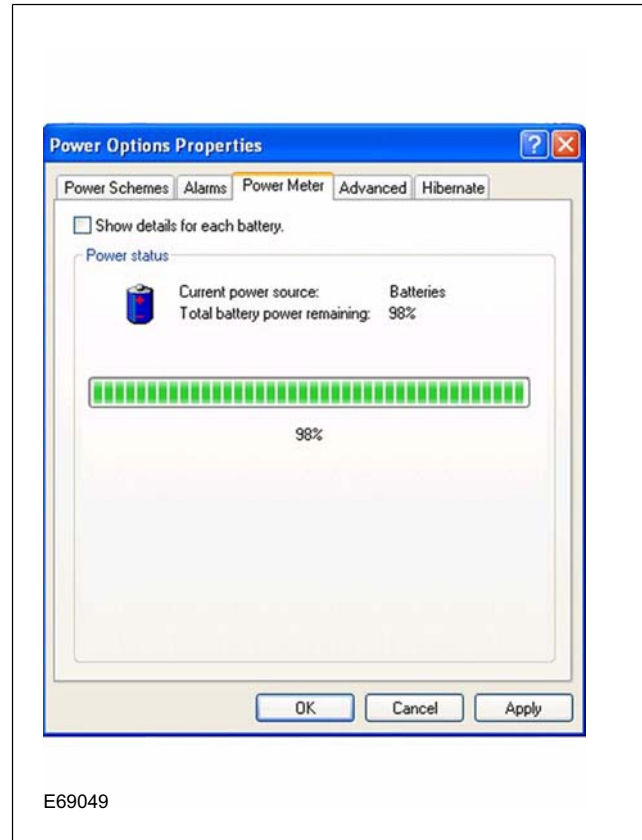 Power Options Properties
Power Schemes Alarms Power Meter Advanced Hibernate
Show details for each battery.
Power status
Current power source: Batteries
Total battery power remaining: 98%
98%
OK Cancel Apply
E69049